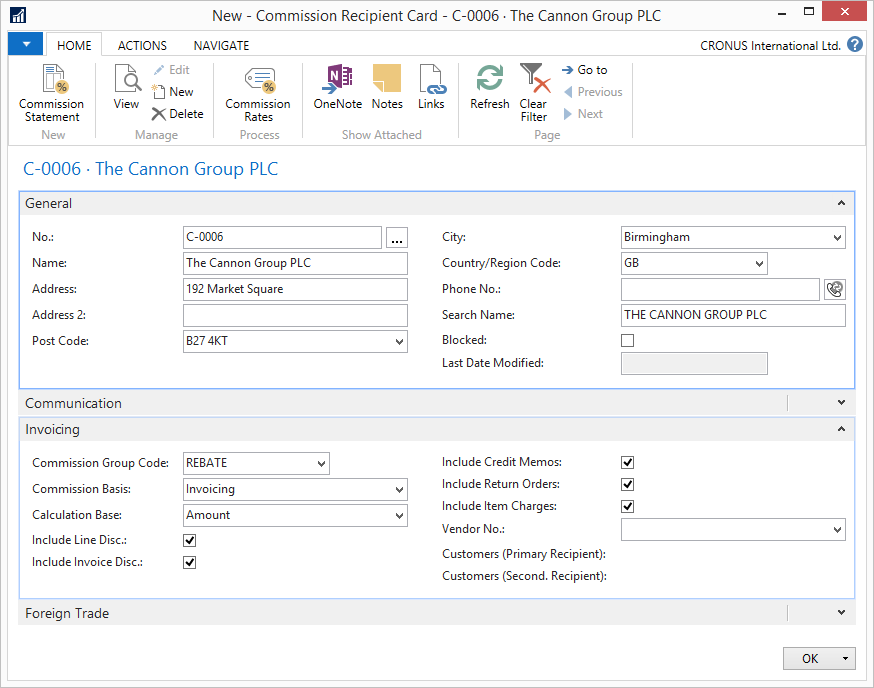 New - Commission Recipient Card - C-0006 · The Cannon Group PLC
HOME ACTIONS NAVIGATE CRONUS International Ltd. ?
Commission Statement
New
View
Edit
New
Delete
Manage
Commission Rates
Process
OneNote
Notes
Links
Show Attached
Refresh
Clear Filter
Go to
Previous
Next
Page
C-0006 · The Cannon Group PLC
General
No.: C-0006 ...
Name: The Cannon Group PLC
Address: 192 Market Square
Address 2:
Post Code: B27 4KT
City: Birmingham
Country/Region Code: GB
Phone No.:
Search Name: THE CANNON GROUP PLC
Blocked:
Last Date Modified:
Communication
Invoicing
Commission Group Code: REBATE
Commission Basis: Invoicing
Calculation Base: Amount
Include Line Disc.:
Include Invoice Disc.:
Include Credit Memos:
Include Return Orders:
Include Item Charges:
Vendor No.:
Customers (Primary Recipient):
Customers (Second. Recipient):
Foreign Trade
OK